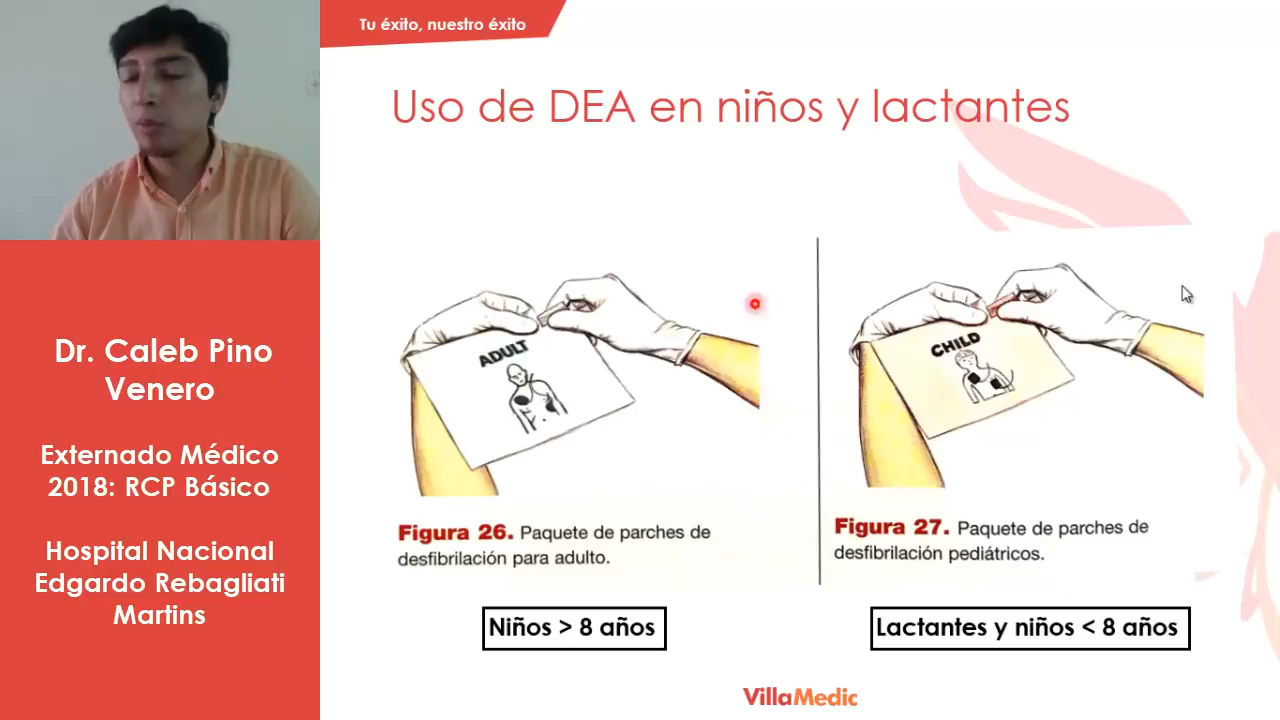 Tu éxito, nuestro éxito
Uso de DEA en niños y lactantes
Dr. Caleb Pino
Venero
Externado Médico
2018: RCP Básico
Hospital Nacional
Edgardo Rebagliati
Martins
ADULT
Figura 26. Paquete de parches de
desfibrilación para adulto.
Niños > 8 años
CHILD
Figura 27. Paquete de parches de
desfibrilación pediátricos.
Lactantes y niños < 8 años
VillaMedic